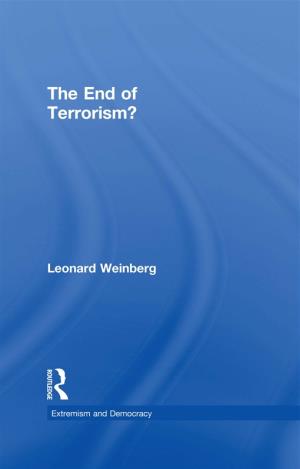 The End of
Terrorism?
Leonard Weinberg
ROUTLEDGE
Extremism and Democracy